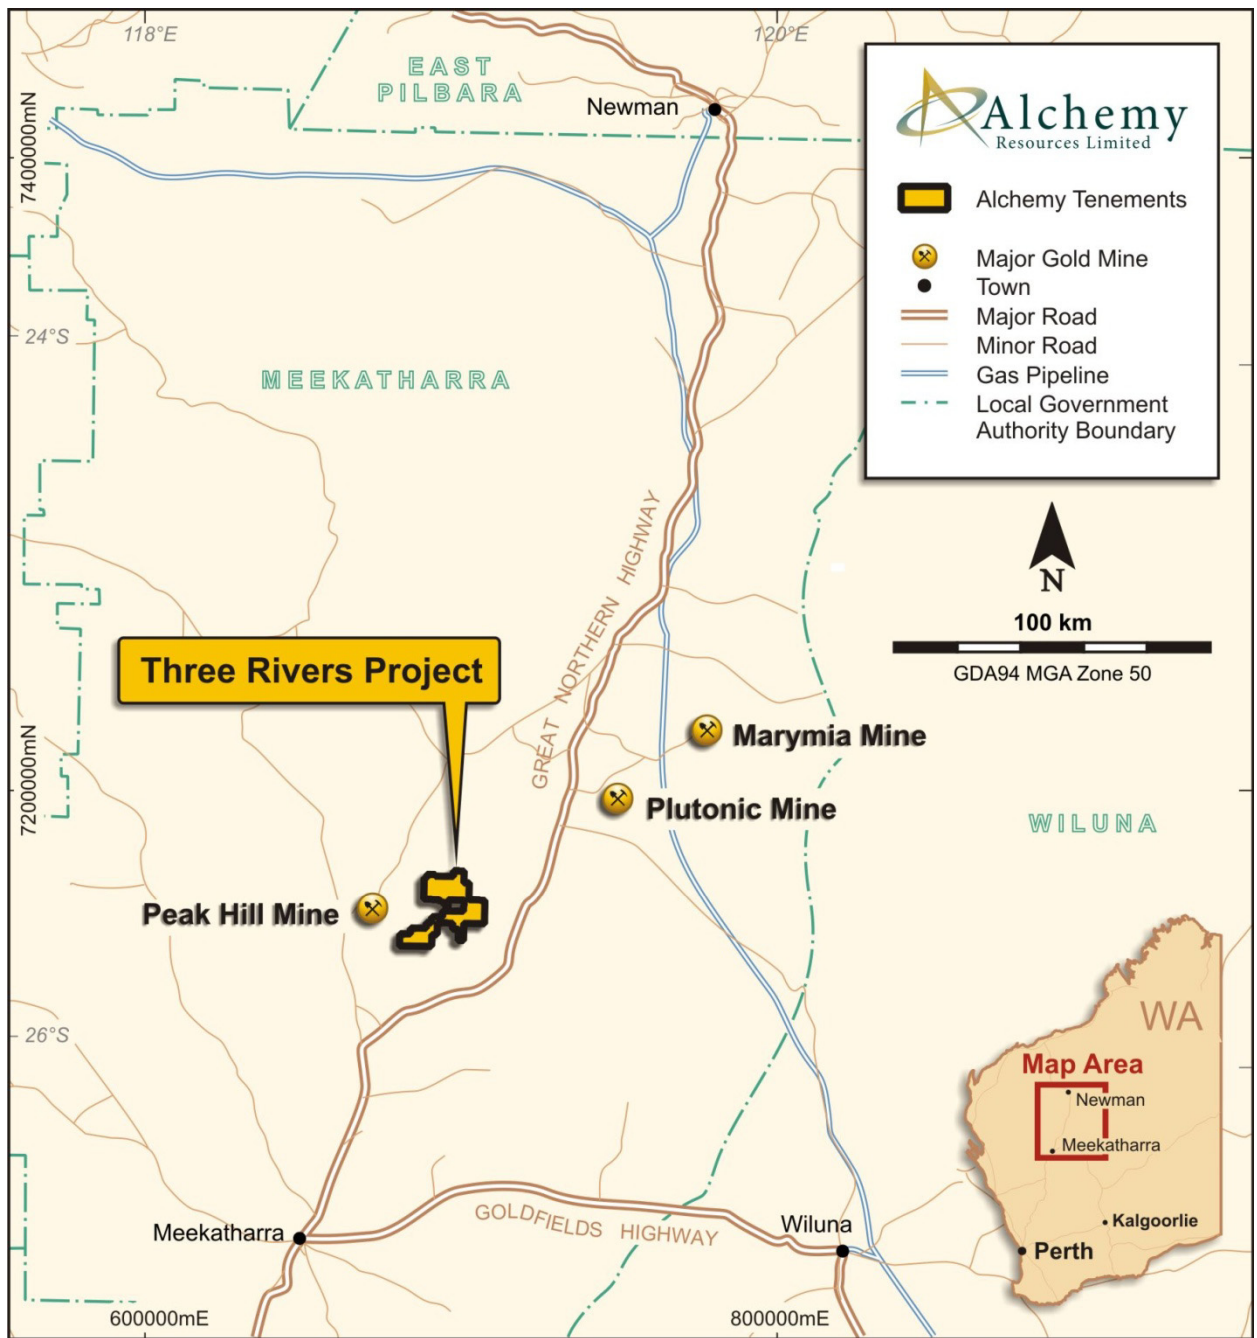 118°E
120°E
EAST
PILBARA
Newman
7400000mN
Alchemy
Resources Limited
Alchemy Tenements
Major Gold Mine
Town
Major Road
Minor Road
Gas Pipeline
Local Government
Authority Boundary
24°S
MEEKATHARRA
GREAT NORTHERN HIGHWAY
N
100 km
GDA94 MGA Zone 50
Three Rivers Project
Marymia Mine
Plutonic Mine
7200000mN
WILUNA
Peak Hill Mine
26°S
WA
Map Area
Newman
Meekatharra
Kalgoorlie
Perth
Meekatharra
GOLDFIELDS HIGHWAY
Wiluna
600000mE
800000mE